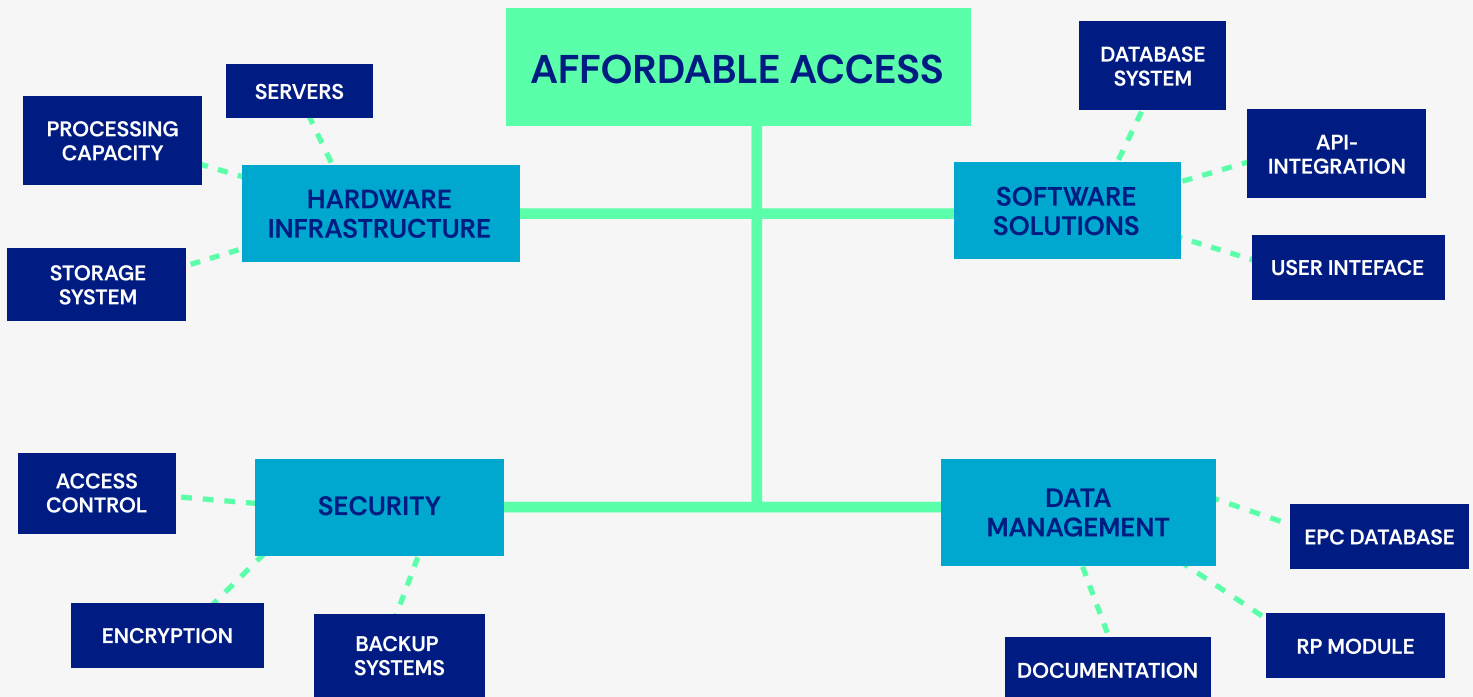 AFFORDABLE ACCESS
SERVERS
PROCESSING
CAPACITY
HARDWARE
INFRASTRUCTURE
STORAGE
SYSTEM
DATABASE
SYSTEM
API-
INTEGRATION
SOFTWARE
SOLUTIONS
USER INTEFACE
ACCESS
CONTROL
SECURITY
ENCRYPTION
BACKUP
SYSTEMS
DATA
MANAGEMENT
EPC DATABASE
RP MODULE
DOCUMENTATION